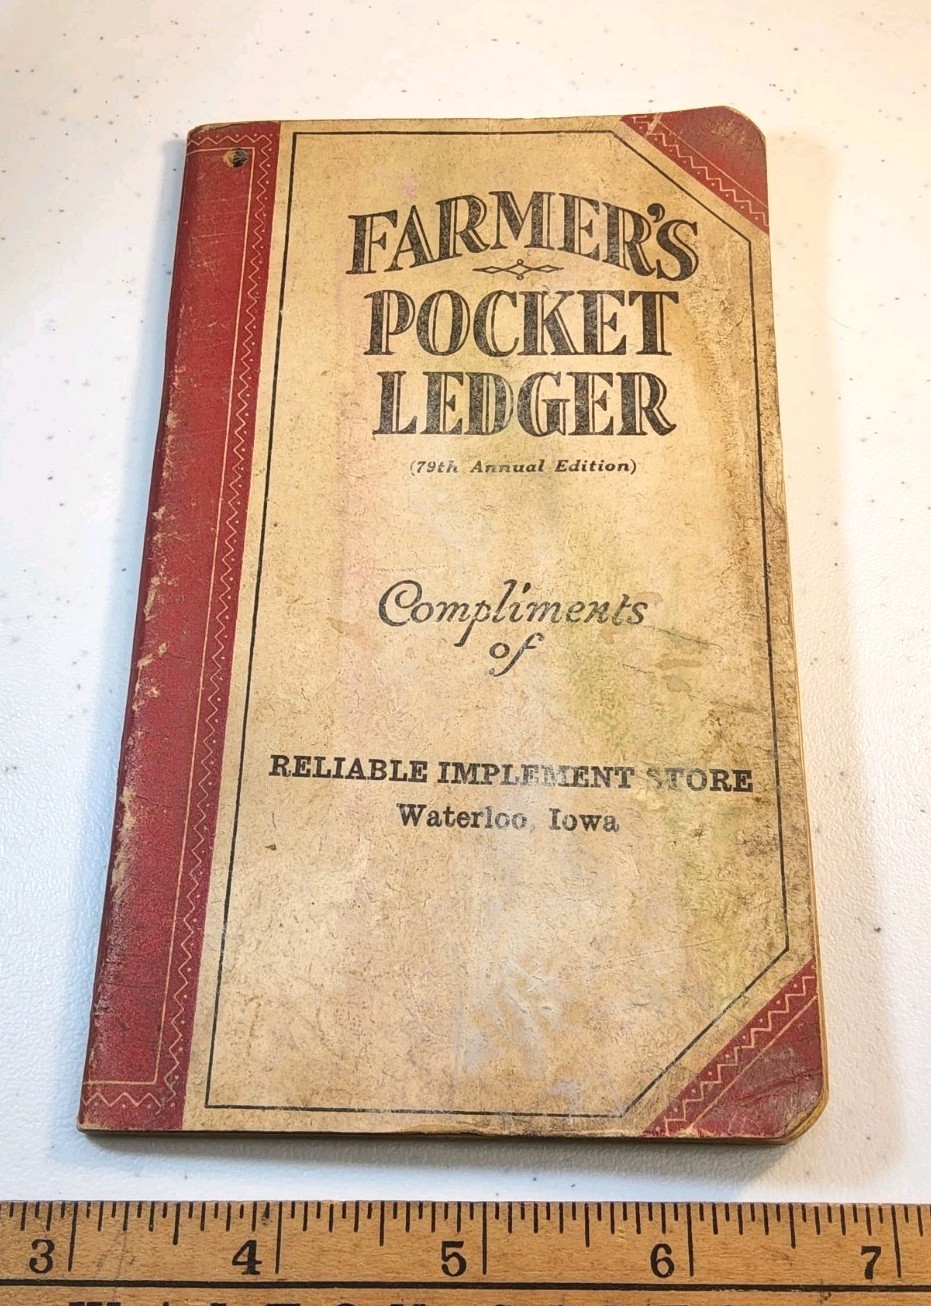 FARMER'S
POCKET
LEDGER
(79th Annual Edition)
Compliments
of
RELIABLE IMPLEMENT STORE
Waterloo, Iowa
3 4 5 6 7